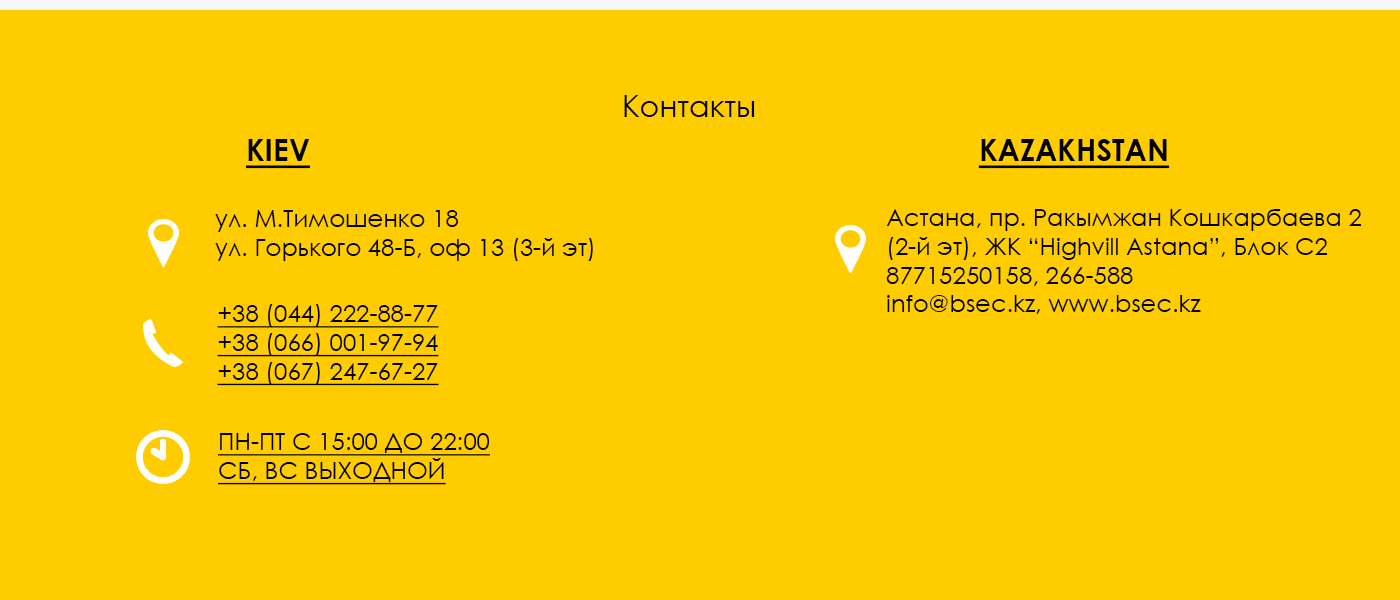 Контакты
KIEV
ул. М.Тимошенко 18
ул. Горького 48-Б, оф 13 (3-й эт)
+38 (044) 222-88-77
+38 (066) 001-97-94
+38 (067) 247-67-27
ПН-ПТ С 15:00 ДО 22:00
СБ, ВС ВЫХОДНОЙ
KAZAKHSTAN
Астана, пр. Ракымжан Кошкарбаева 2
(2-й эт), ЖК “Highvill Astana”, Блок С2
87715250158, 266-588
info@bsec.kz, www.bsec.kz